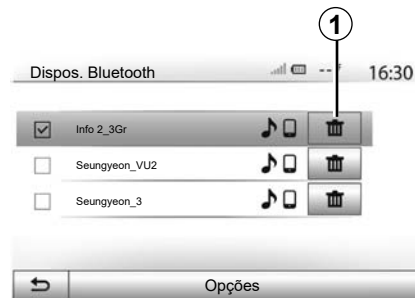 1
Dispos. Bluetooth -- ° 16:30
Info 2_3Gr
Seungyeon_VU2
Seungyeon_3
Opções